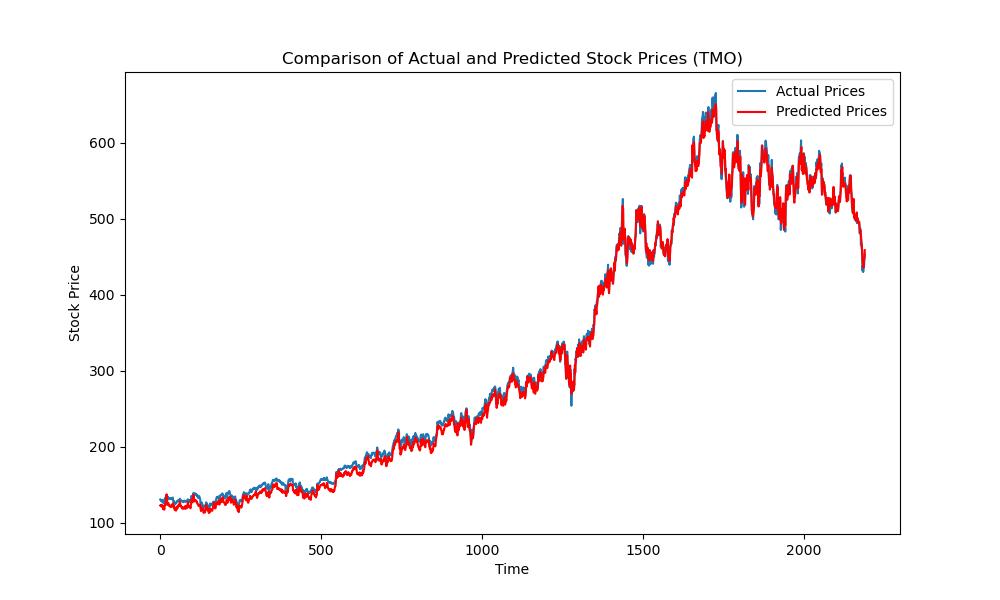 Comparison of Actual and Predicted Stock Prices (TMO)
Actual Prices
Predicted Prices
600
500
400
300
200
100
Stock Price
0
500
1000
1500
2000
Time